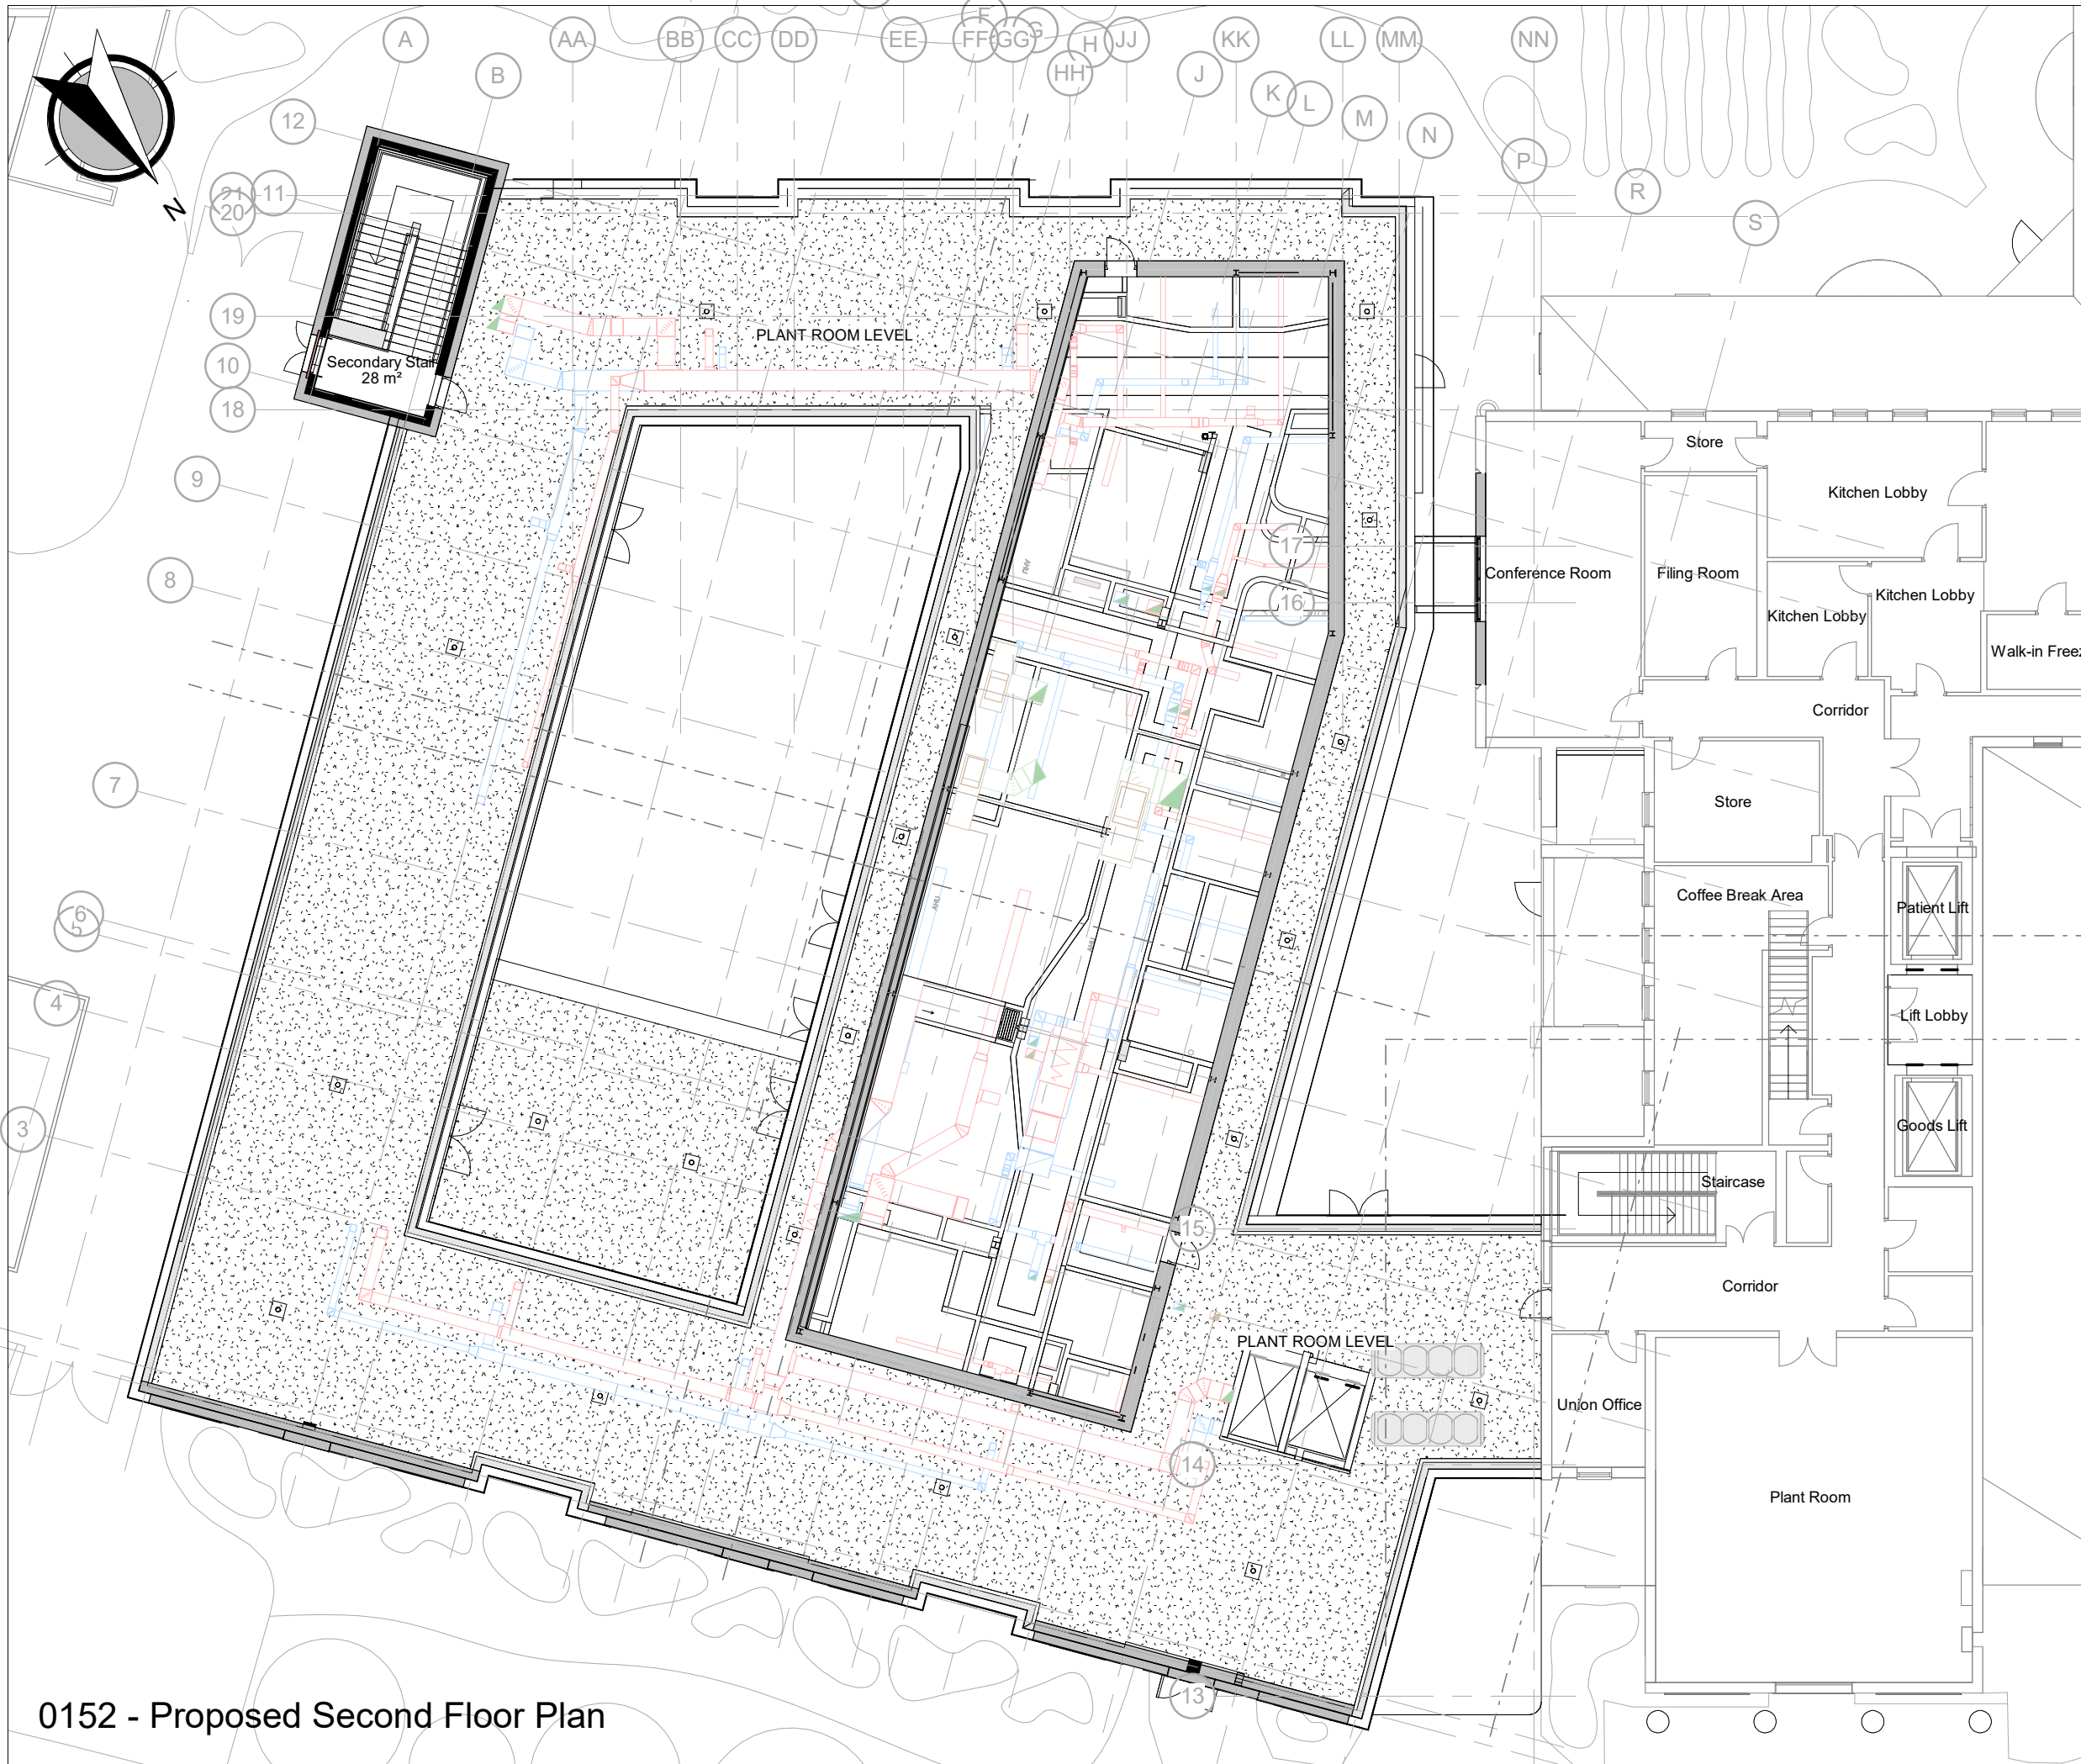 A
AA
BB
CC
DD
EE
F
FF
GG
G
H
JJ
HH
J
KK
K
L
LL
M
MM
N
NN
P
R
S
N
12
21
11
20
19
10
18
9
8
7
6
5
4
3
B
17
16
15
14
13
PLANT ROOM LEVEL
Secondary Stair
28 m²
AHU
AHU
AHU
Store
Kitchen Lobby
Conference Room
Filing Room
Kitchen Lobby
Kitchen Lobby
Walk-in Freez
Corridor
Store
Coffee Break Area
Patient Lift
Lift Lobby
Goods Lift
Staircase
Corridor
PLANT ROOM LEVEL
Union Office
Plant Room
0152 - Proposed Second Floor Plan